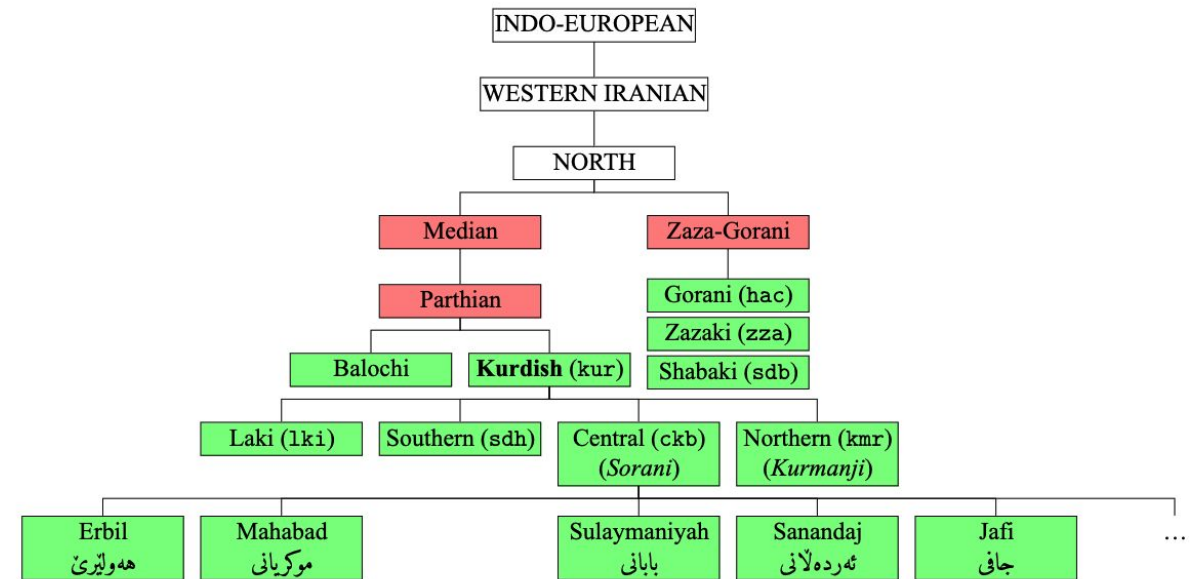 INDO-EUROPEAN
WESTERN IRANIAN
NORTH
Median
Zaza-Gorani
Parthian
Gorani (hac)
Zazaki (zza)
Shabaki (sdb)
Balochi
Kurdish (kur)
Laki (lki)
Southern (sdh)
Central (ckb)
(Sorani)
Northern (kmr)
(Kurmanji)
Erbil
هەولێریێ
Mahabad
موکریانی
Sulaymaniyah
بابانی
Sanandaj
ئەردەڵانی
Jafi
جافی
…